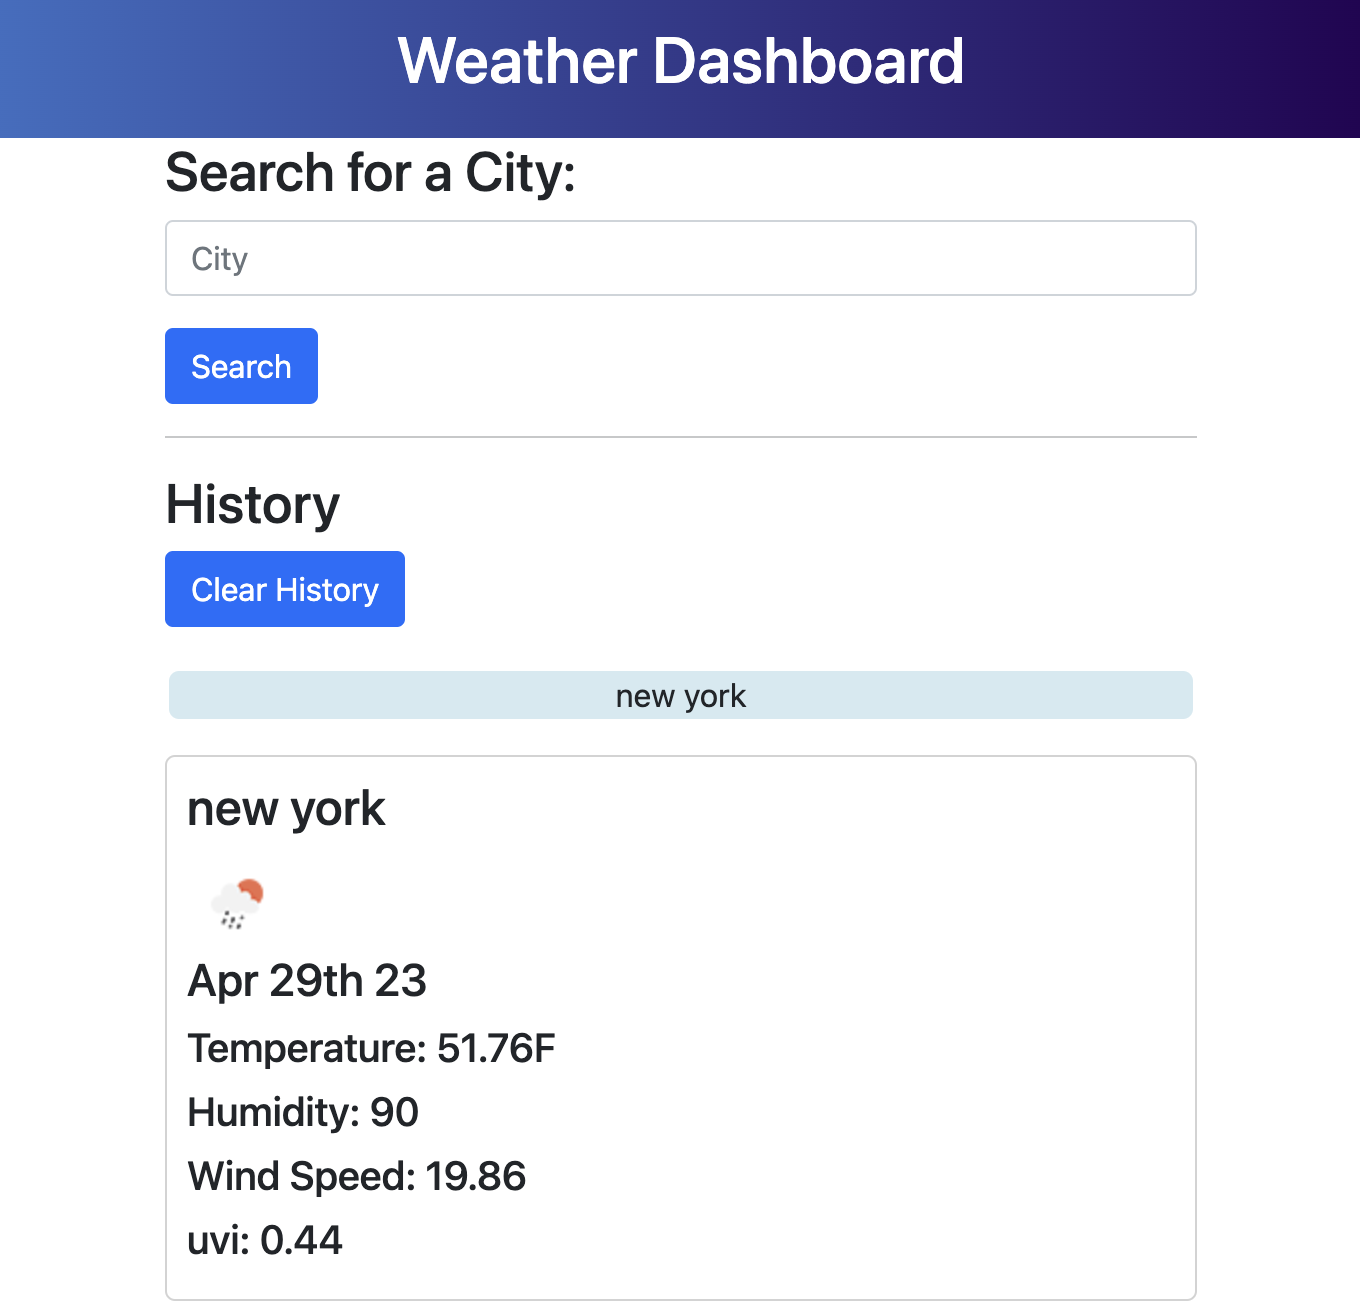 Weather Dashboard
Search for a City:
City
Search
History
Clear History
new york
new york
Apr 29th 23
Temperature: 51.76F
Humidity: 90
Wind Speed: 19.86
uvi: 0.44